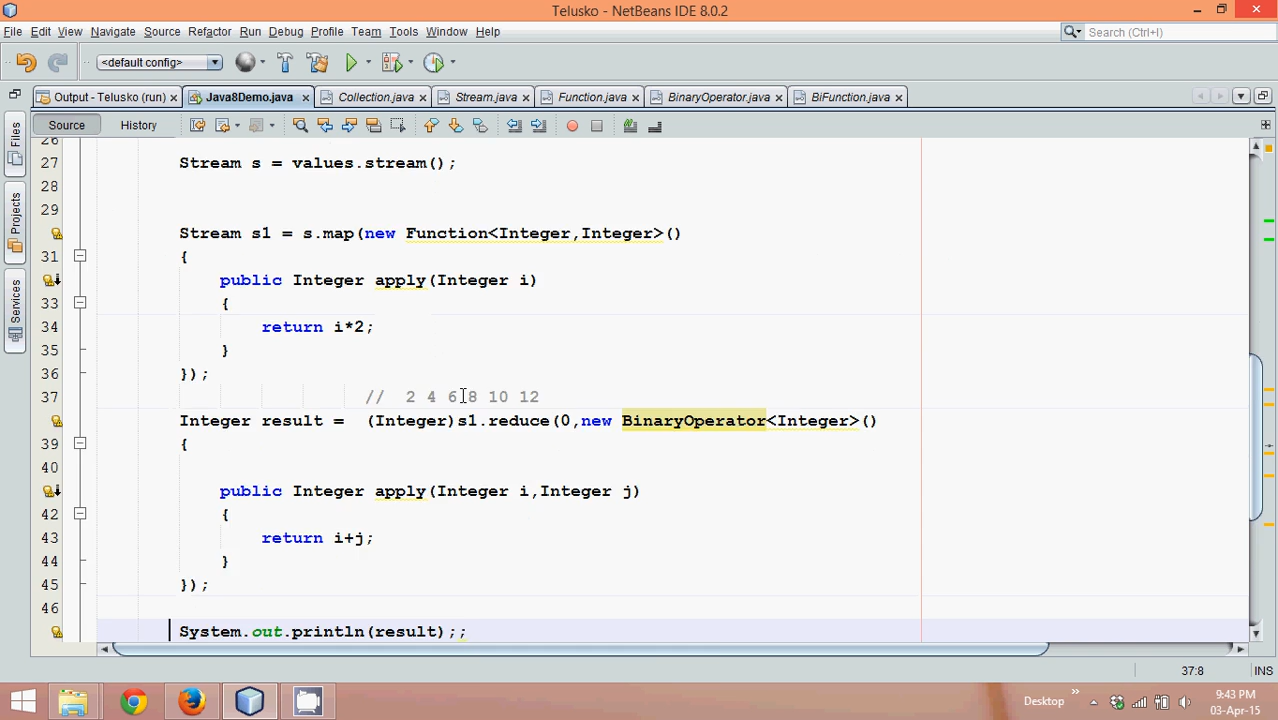 Telusko - NetBeans IDE 8.0.2
File Edit View Navigate Source Refactor Run Debug Profile Team Tools Window Help
Search (Ctrl+I)
<default config>
Output - Telusko (run) Java8Demo.java Collection.java Stream.java Function.java BinaryOperator.java BiFunction.java
Source History
Files
Projects
Services
26
27 Stream s = values.stream();
28
29
Stream s1 = s.map(new Function<Integer,Integer>()
31 {
public Integer apply(Integer i)
33 {
34 return i*2;
35 }
36 });
37 // 2 4 6 8 10 12
Integer result = (Integer)s1.reduce(0,new BinaryOperator<Integer>()
39 {
40
public Integer apply(Integer i,Integer j)
42 {
43 return i+j;
44 }
45 });
46
System.out.println(result);;
37:8 INS
Desktop
9:43 PM
03-Apr-15